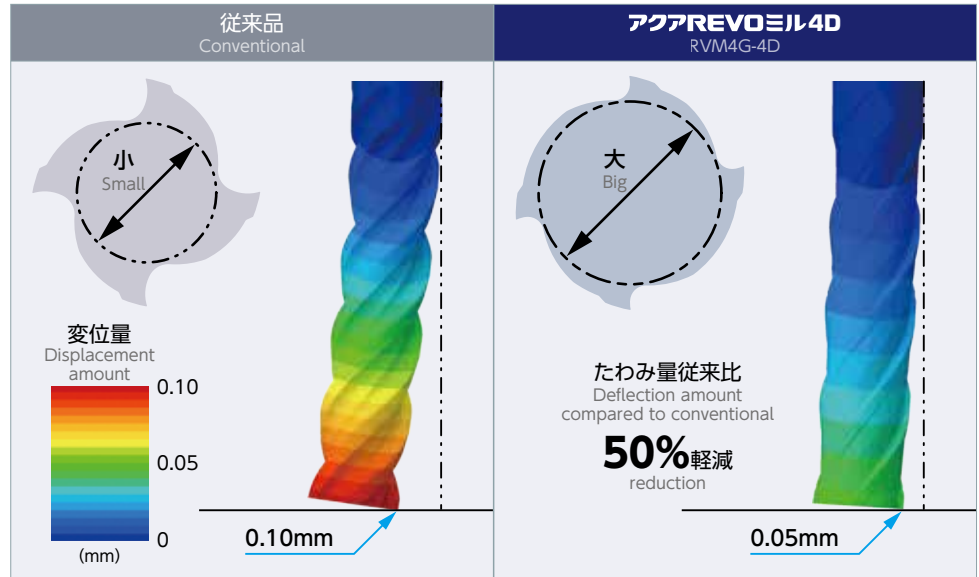 従来品
Conventional
アクアREVOミル4D
RVM4G-4D
小
Small
大
Big
変位量
Displacement
amount
0.10
0.05
0
(mm)
0.10mm
たわみ量従来比
Deflection amount
compared to conventional
50%軽減
reduction
0.05mm